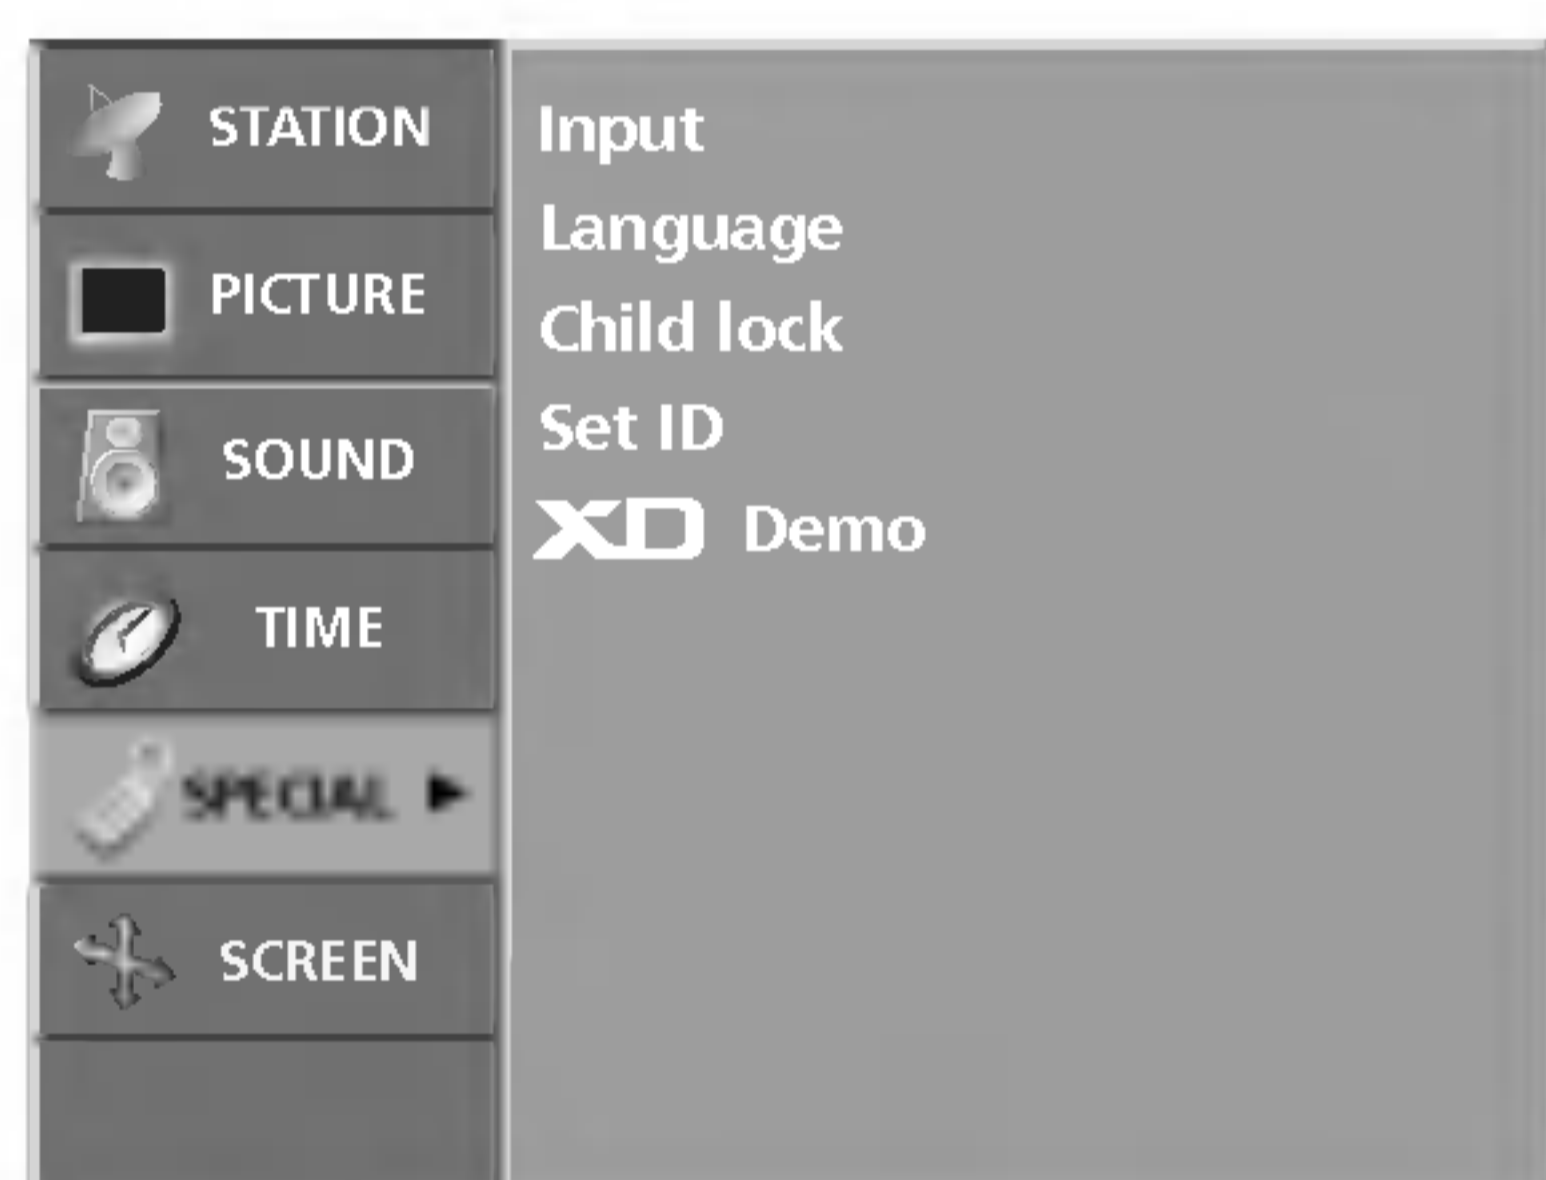 STATION
PICTURE
SOUND
TIME
SPECIAL
SCREEN
Input
Language
Child lock
Set ID
XD Demo